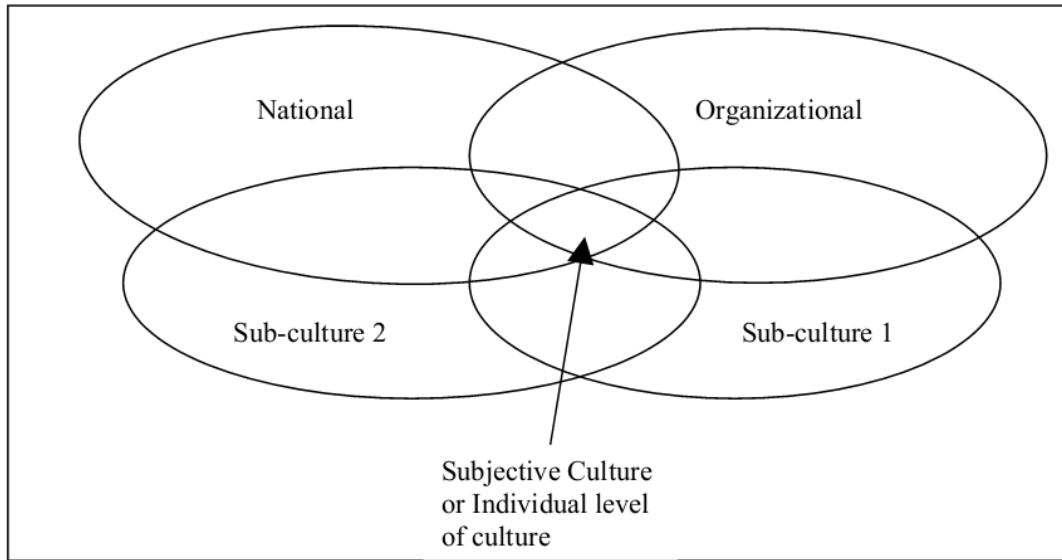 National
Organizational
Sub-culture 2
Sub-culture 1
Subjective Culture
or Individual level
of culture